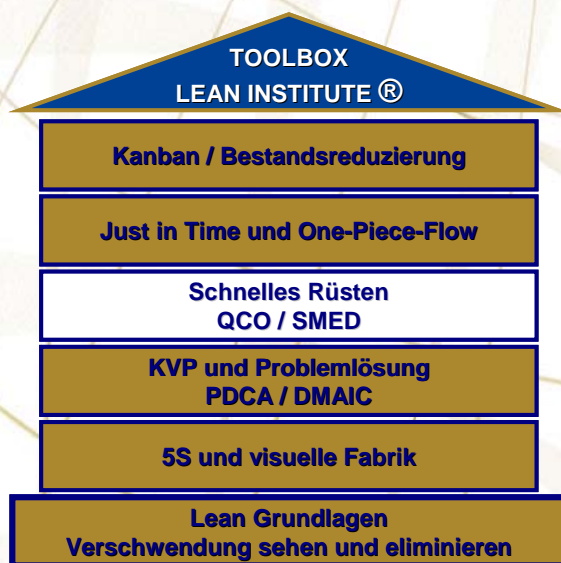 TOOLBOX
LEAN INSTITUTE ®
Kanban / Bestandsreduzierung
Just in Time und One-Piece-Flow
Schnelles Rüsten
QCO / SMED
KVP und Problemlösung
PDCA / DMAIC
5S und visuelle Fabrik
Lean Grundlagen
Verschwendung sehen und eliminieren